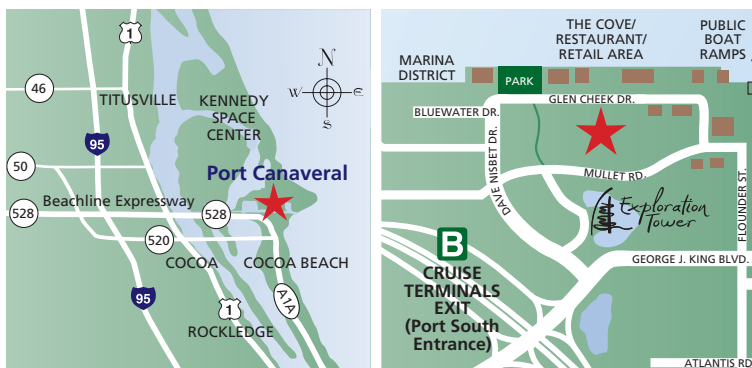 1
N
W
E
S
46
TITUSVILLE
KENNEDY
SPACE
CENTER
95
50
Port Canaveral
Beachline Expressway
528
528
520
COCOA
COCOA BEACH
95
A1A
1
ROCKLEDGE
THE COVE/
RESTAURANT/
RETAIL AREA
PUBLIC
BOAT
RAMPS
MARINA
DISTRICT
PARK
GLEN CHEEK DR.
BLUEWATER DR.
DAVE NISBET DR.
MULLET RD.
FLOUNDER ST.
Exploration
Tower
B
CRUISE
TERMINALS
EXIT
(Port South
Entrance)
GEORGE J. KING BLVD.
ATLANTIS RD